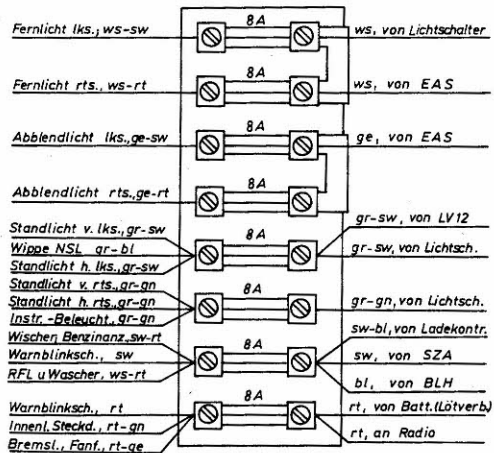 Fernlicht lks.; ws-sw
8A
ws, von Lichtschalter
Fernlicht rts., ws-rt
8A
ws, von EAS
Abblendlicht lks.,ge-sw
8A
ge, von EAS
Abblendlicht rts.,ge-rt
8A
Standlicht v. lks., gr-sw
Wippe NSL gr-bl
Standlicht h. lks.,gr-sw
8A
gr-sw, von LV12
gr-sw, von Lichtsch.
Standlicht v. rts., gr-gn
Standlicht h. rts., gr-gn
Instr.-Beleucht., gr-gn
8A
gr-gn, von Lichtsch.
Wischer, Benzinanz, sw-rt
Warnblinksch., sw
RFL u Wascher, ws-rt
8A
sw-bl, von Ladekontr.
sw, von SZA
bl, von BLH
Warnblinksch., rt
Innenl. Steckd., rt-gn
Bremsl., Fanf., rt-ge
8A
rt, von Batt.(Lötverb.)
rt, an Radio